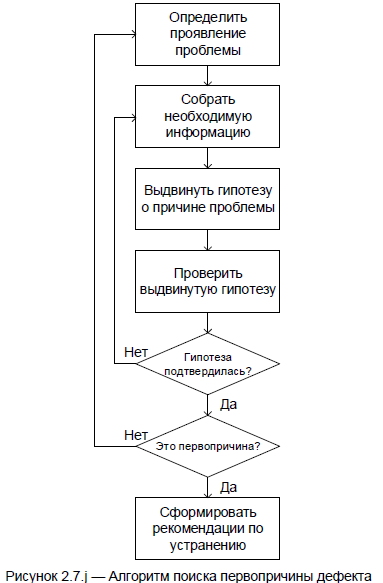 Определить
проявление
проблемы
Собрать
необходимую
информацию
Выдвинуть гипотезу
о причине проблемы
Проверить
выдвинутую гипотезу
Нет
Гипотеза
подтвердилась?
Да
Нет
Это первопричина?
Да
Сформировать
рекомендации по
устранению
Рисунок 2.7.j — Алгоритм поиска первопричины дефекта